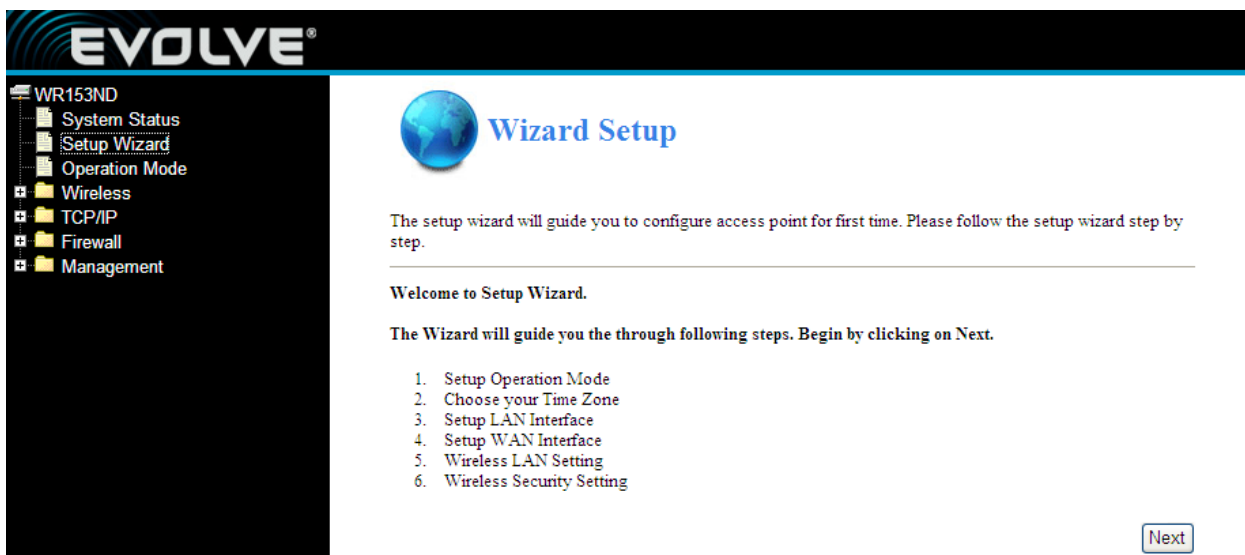 EVOLVE®
WR153ND
System Status
Setup Wizard
Operation Mode
Wireless
TCP/IP
Firewall
Management
Wizard Setup
The setup wizard will guide you to configure access point for first time. Please follow the setup wizard step by
step.
Welcome to Setup Wizard.
The Wizard will guide you the through following steps. Begin by clicking on Next.
1. Setup Operation Mode
2. Choose your Time Zone
3. Setup LAN Interface
4. Setup WAN Interface
5. Wireless LAN Setting
6. Wireless Security Setting
Next